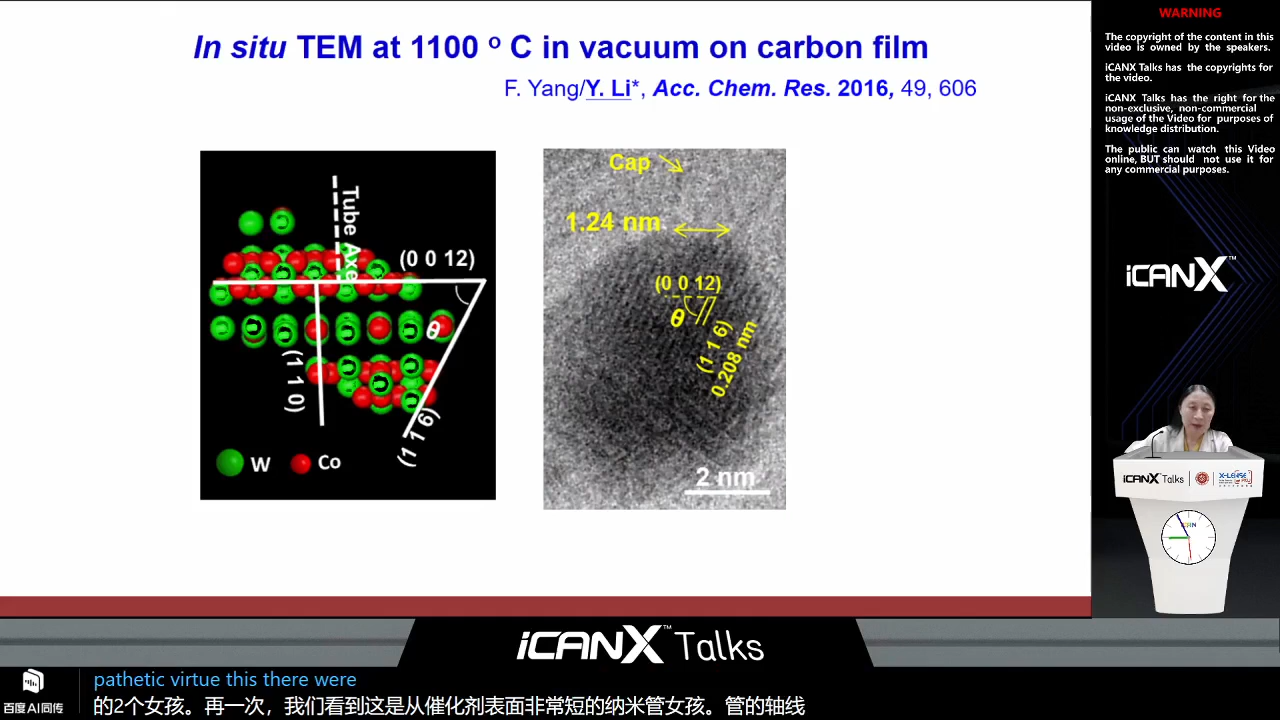 In situ TEM at 1100 º C in vacuum on carbon film
F. Yang/Y. Li*, Acc. Chem. Res. 2016, 49, 606
Tube Axe
(0 0 12)
θ
(1 1 0)
(1 1 6)
W
Co
Cap
1.24 nm
(0 0 12)
θ
(1 1 6)
0.208 nm
2 nm
WARNING
The copyright of the content in this
video is owned by the speakers.
iCANX Talks has the copyrights for
the video.
iCANX Talks has the right for the
non-exclusive, non-commercial
usage of the Video for purposes of
knowledge distribution.
The public can watch this Video
online, BUT should not use it for
any commercial purposes.
iCANX™
iCANX Talks
X-LENSE
iCANX™ Talks
百度AI同传
pathetic virtue this there were
的2个女孩。再一次，我们看到这是从催化剂表面非常短的纳米管女孩。管的轴线